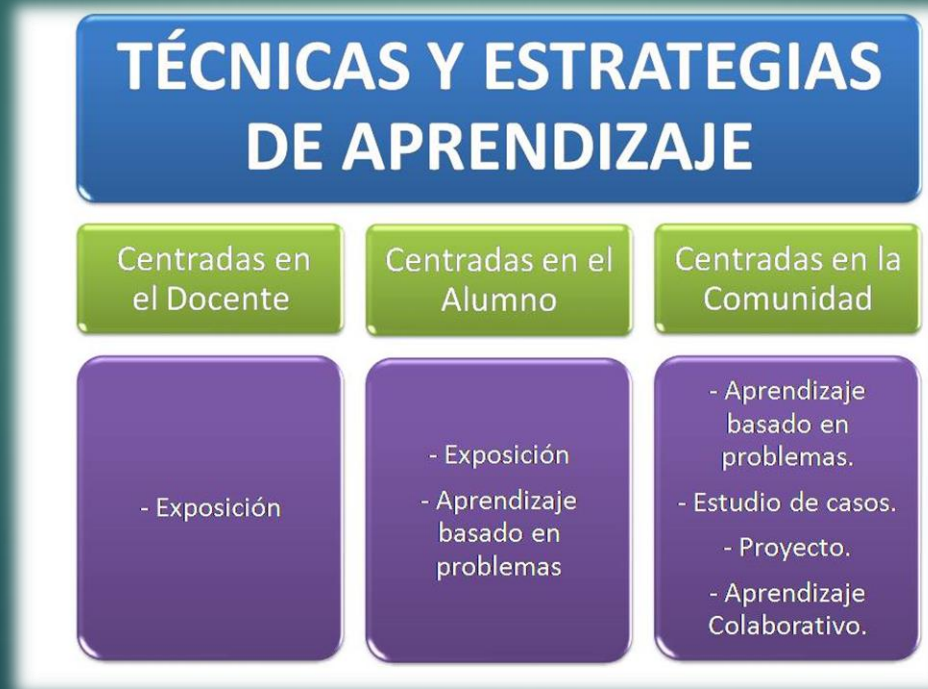 TÉCNICAS Y ESTRATEGIAS
DE APRENDIZAJE
Centradas en
el Docente
- Exposición
Centradas en el
Alumno
- Exposición
- Aprendizaje
basado en
problemas
Centradas en la
Comunidad
- Aprendizaje
basado en
problemas.
- Estudio de casos.
- Proyecto.
- Aprendizaje
Colaborativo.